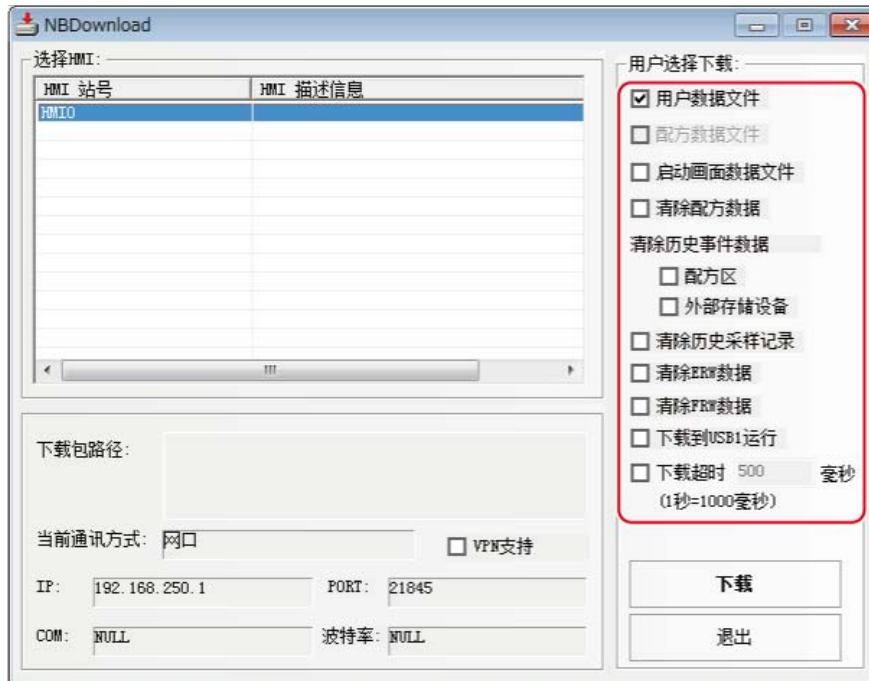 NBDownload
选择HMI:
HMI 站号 HMI 描述信息
HMI0
下载包路径:
当前通讯方式: 网口
VPN支持
IP: 192.168.250.1 PORT: 21845
COM: NULL 波特率: NULL
用户选择下载:
用户数据文件
配方数据文件
启动画面数据文件
清除配方数据
清除历史事件数据
配方区
外部存储设备
清除历史采样记录
清除ERW数据
清除FRW数据
下载到USB1运行
下载超时 500 毫秒
(1秒=1000毫秒)
下载
退出